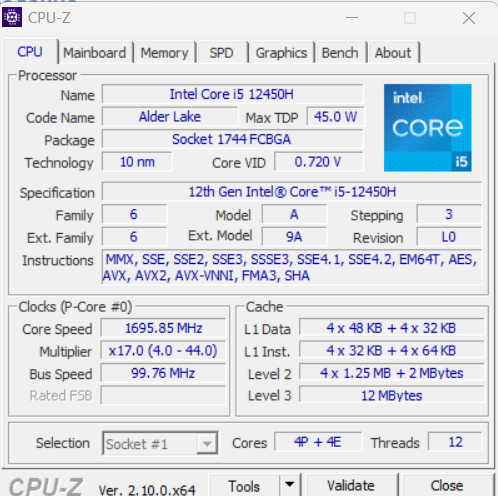 CPU-Z
CPU Mainboard Memory SPD Graphics Bench About
Processor
Name Intel Core i5 12450H
Code Name Alder Lake Max TDP 45.0 W
Package Socket 1744 FCBGA
Technology 10 nm Core VID 0.720 V
intel
CORE
i5
Specification 12th Gen Intel® Core™ i5-12450H
Family 6 Model A Stepping 3
Ext. Family 6 Ext. Model 9A Revision L0
Instructions MMX, SSE, SSE2, SSE3, SSSE3, SSE4.1, SSE4.2, EM64T, AES,
AVX, AVX2, AVX-VNNI, FMA3, SHA
Clocks (P-Core #0)
Core Speed 1695.85 MHz
Multiplier x17.0 (4.0 - 44.0)
Bus Speed 99.76 MHz
Rated FSB
Cache
L1 Data 4 x 48 KB + 4 x 32 KB
L1 Inst. 4 x 32 KB + 4 x 64 KB
Level 2 4 x 1.25 MB + 2 MBytes
Level 3 12 MBytes
Selection Socket #1 Cores 4P + 4E Threads 12
CPU-Z Ver. 2.10.0.x64 Tools Validate Close